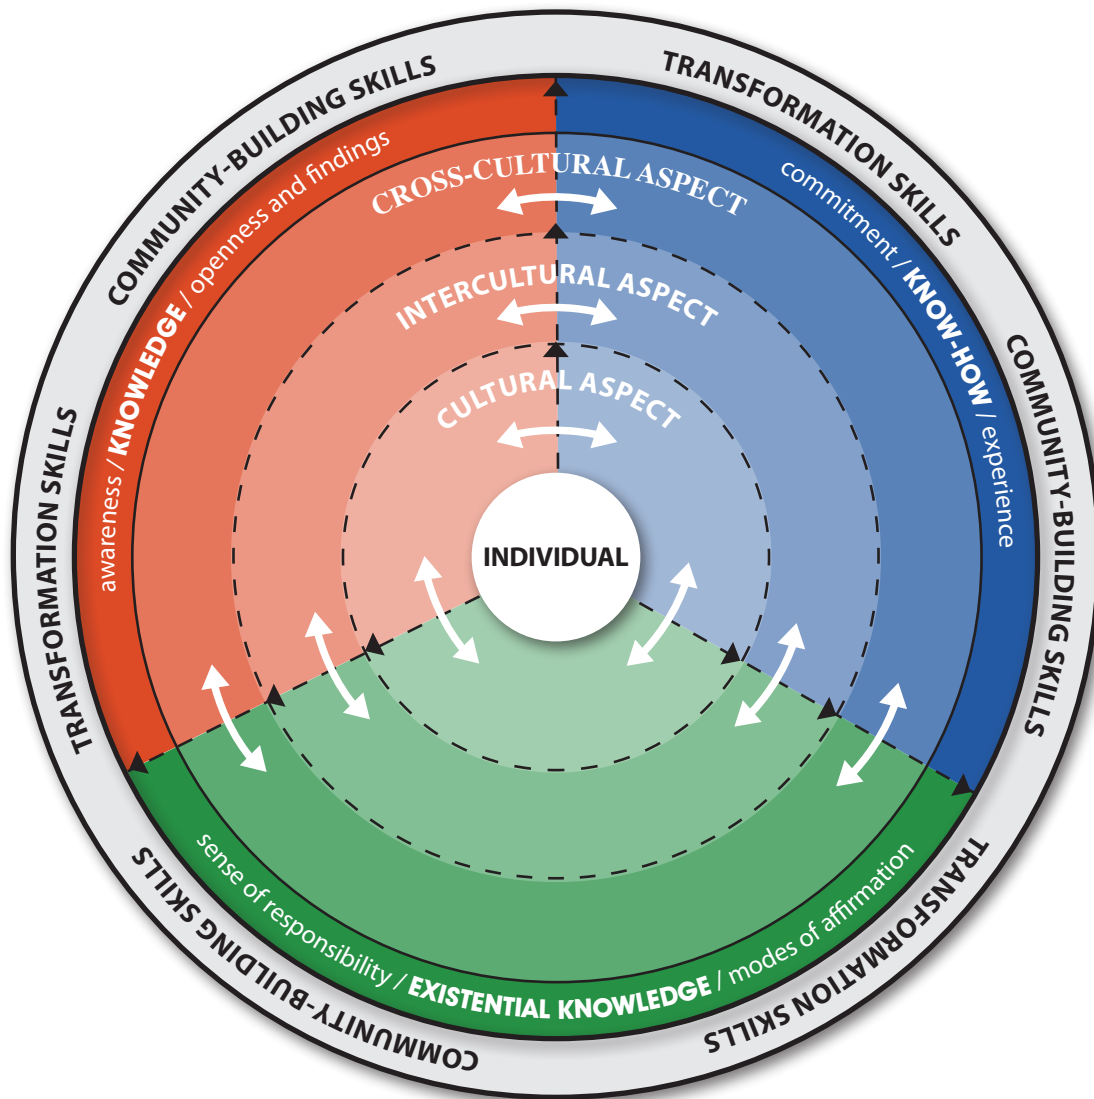 COMMUNITY-BUILDING SKILLS
TRANSFORMATION SKILLS
COMMUNITY-BUILDING SKILLS
TRANSFORMATION SKILLS
COMMUNITY-BUILDING SKILLS
TRANSFORMATION SKILLS
awareness / KNOWLEDGE / openness and findings
commitment / KNOW-HOW / experience
sense of responsibility / EXISTENTIAL KNOWLEDGE / modes of affirmation
CROSS-CULTURAL ASPECT
INTERCULTURAL ASPECT
CULTURAL ASPECT
INDIVIDUAL